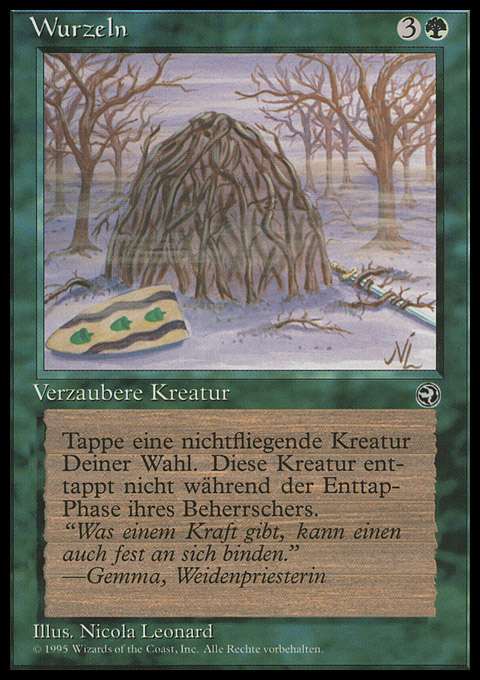 Wurzeln 3
NL
Verzaubere Kreatur
Tappe eine nichtfliegende Kreatur
Deiner Wahl. Diese Kreatur ent-
tappt nicht während der Enttap-
Phase ihres Beherrschers.
“Was einem Kraft gibt, kann einen
auch fest an sich binden.”
—Gemma, Weidenpriesterin
Illus. Nicola Leonard
© 1995 Wizards of the Coast, Inc. Alle Rechte vorbehalten.